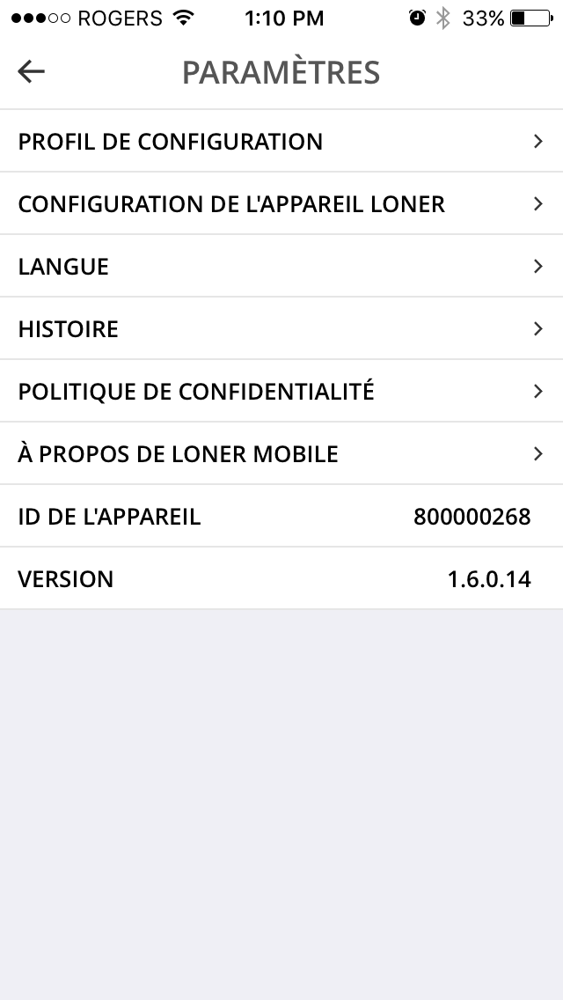 ROGERS 1:10 PM 33%
PARAMÈTRES
PROFIL DE CONFIGURATION
CONFIGURATION DE L'APPAREIL LONER
LANGUE
HISTOIRE
POLITIQUE DE CONFIDENTIALITÉ
À PROPOS DE LONER MOBILE
ID DE L'APPAREIL 800000268
VERSION 1.6.0.14